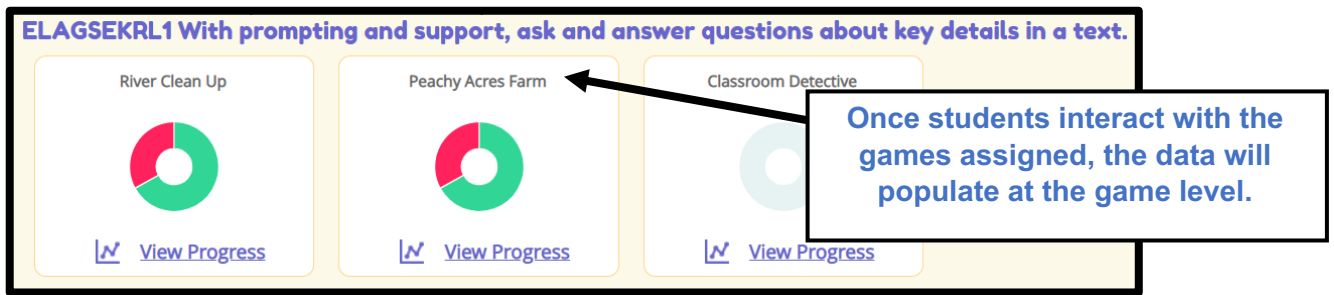 ELAGSEKRL1 With prompting and support, ask and answer questions about key details in a text.
River Clean Up
Peachy Acres Farm
Classroom Detective
Once students interact with the
games assigned, the data will
populate at the game level.
View Progress
View Progress
View Progress